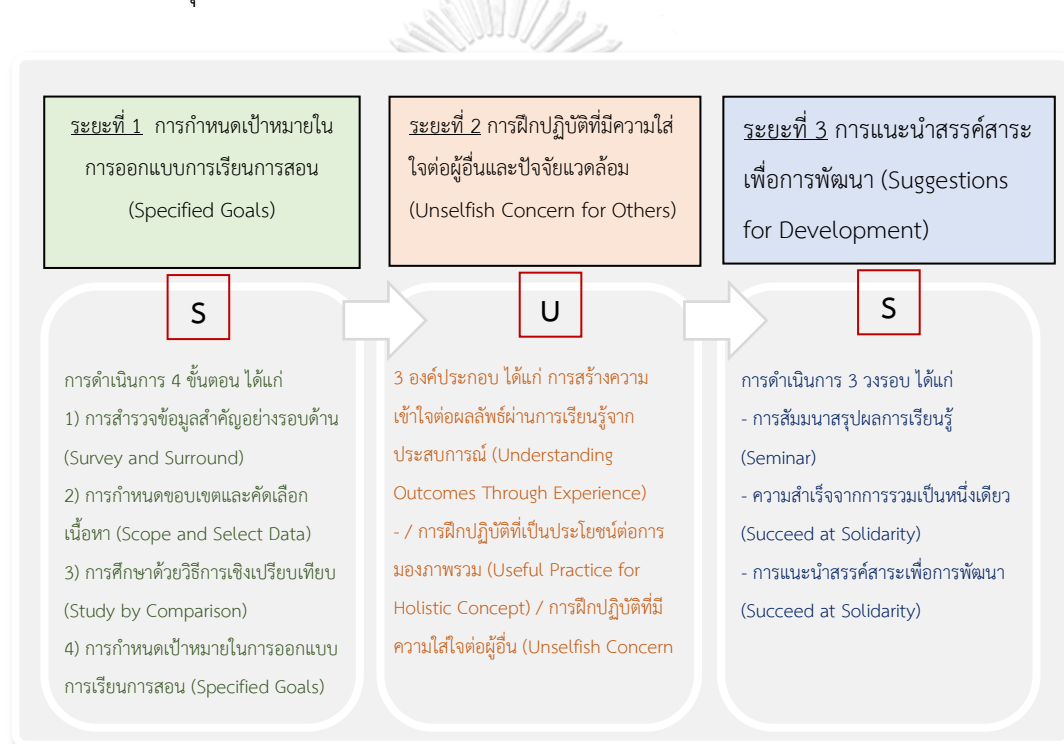 ระยะที่ 1 การกำหนดเป้าหมายใน
การออกแบบการเรียนการสอน
(Specified Goals)
S
การดำเนินการ 4 ขั้นตอน ได้แก่
1) การสำรวจข้อมูลสำคัญอย่างรอบด้าน
(Survey and Surround)
2) การกำหนดขอบเขตและคัดเลือก
เนื้อหา (Scope and Select Data)
3) การศึกษาด้วยวิธีการเชิงเปรียบเทียบ
(Study by Comparison)
4) การกำหนดเป้าหมายในการออกแบบ
การเรียนการสอน (Specified Goals)
ระยะที่ 2 การฝึกปฏิบัติที่มีความใส่
ใจต่อผู้อื่นและปัจจัยแวดล้อม
(Unselfish Concern for Others)
U
3 องค์ประกอบ ได้แก่ การสร้างความ
เข้าใจต่อผลลัพธ์ผ่านการเรียนรู้จาก
ประสบการณ์ (Understanding
Outcomes Through Experience)
- / การฝึกปฏิบัติที่เป็นประโยชน์ต่อการ
มองภาพรวม (Useful Practice for
Holistic Concept) / การฝึกปฏิบัติที่มี
ความใส่ใจต่อผู้อื่น (Unselfish Concern
ระยะที่ 3 การแนะนำสรรค์สาระ
เพื่อการพัฒนา (Suggestions
for Development)
S
การดำเนินการ 3 วงรอบ ได้แก่
- การสัมมนาสรุปผลการเรียนรู้
(Seminar)
- ความสำเร็จจากการรวมเป็นหนึ่งเดียว
(Succeed at Solidarity)
- การแนะนำสรรค์สาระเพื่อการพัฒนา
(Succeed at Solidarity)